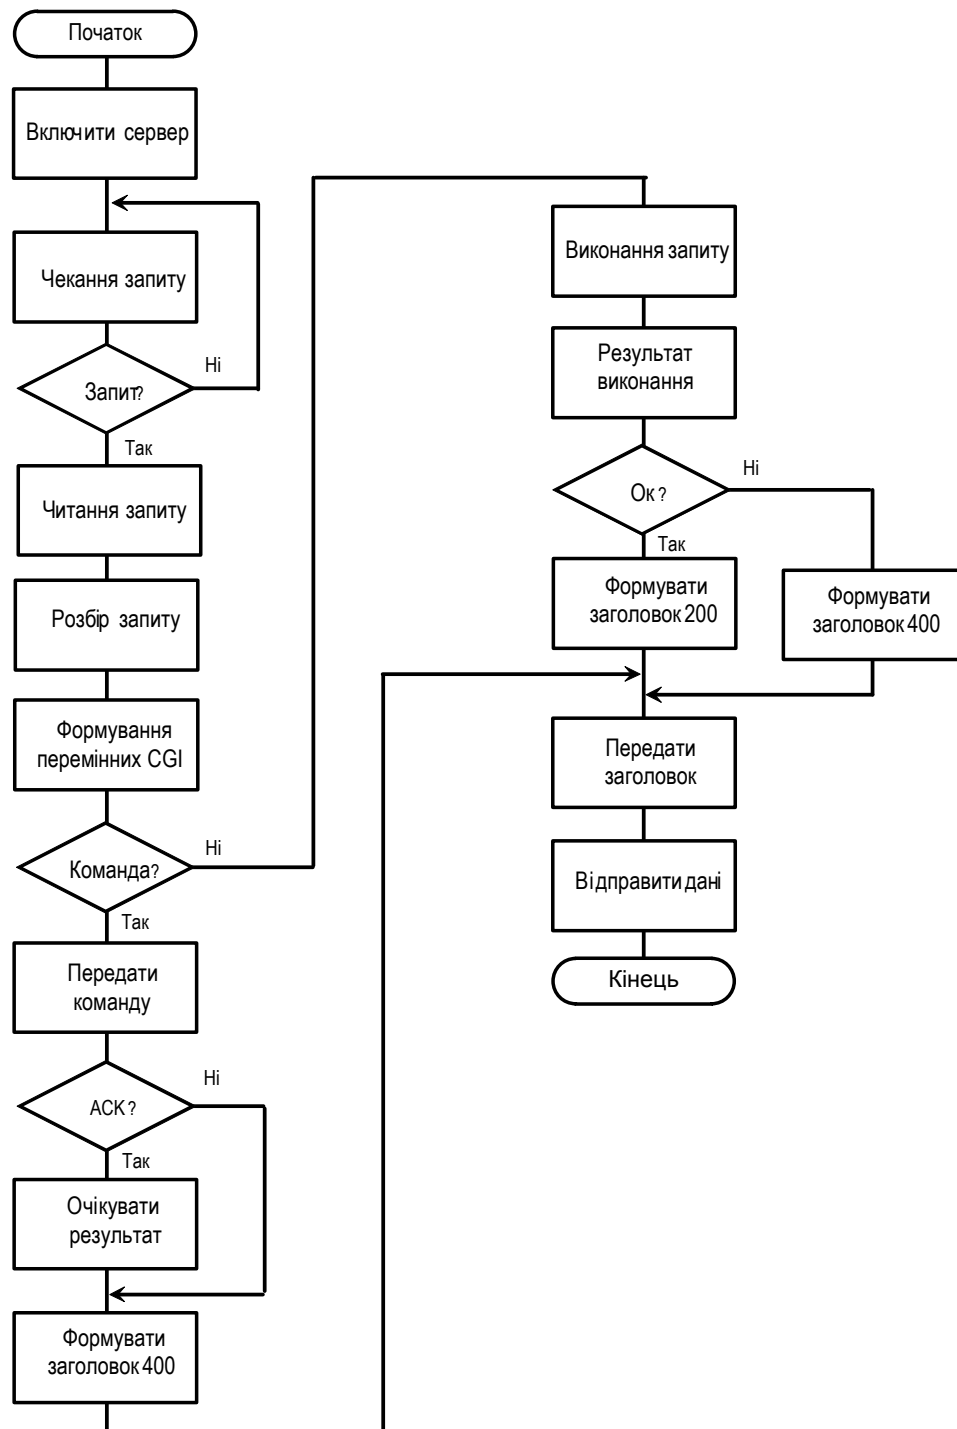 Початок
Включити сервер
Чекання запиту
Запит?
Ні
Так
Читання запиту
Розбір запиту
Формування
перемінних CGI
Команда?
Ні
Так
Передати
команду
ACK?
Ні
Так
Очікувати
результат
Формувати
заголовок 400
Виконання запиту
Результат
виконання
Ок?
Ні
Так
Формувати
заголовок 200
Формувати
заголовок 400
Передати
заголовок
Відправити дані
Кінець